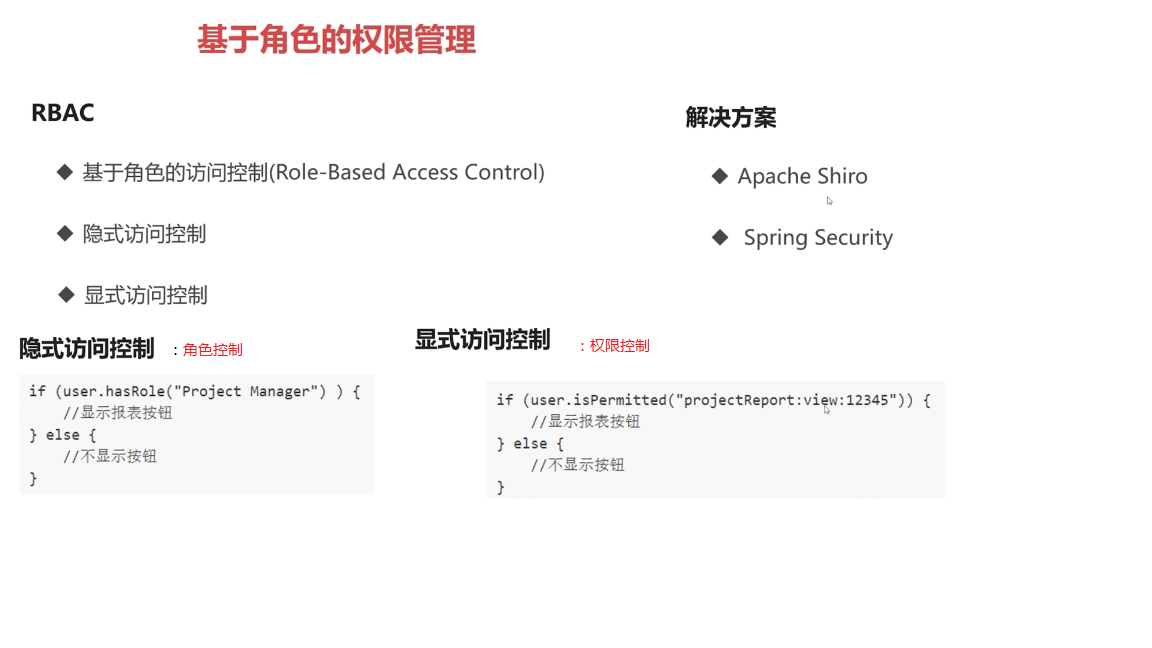 基于角色的权限管理
RBAC
◆ 基于角色的访问控制(Role-Based Access Control)
◆ 隐式访问控制
◆ 显式访问控制
解决方案
◆ Apache Shiro
◆ Spring Security
隐式访问控制 ：角色控制
if (user.hasRole("Project Manager") ) {
    //显示报表按钮
} else {
    //不显示按钮
}
显式访问控制 ：权限控制
if (user.isPermitted("projectReport:view:12345")) {
    //显示报表按钮
} else {
    //不显示按钮
}